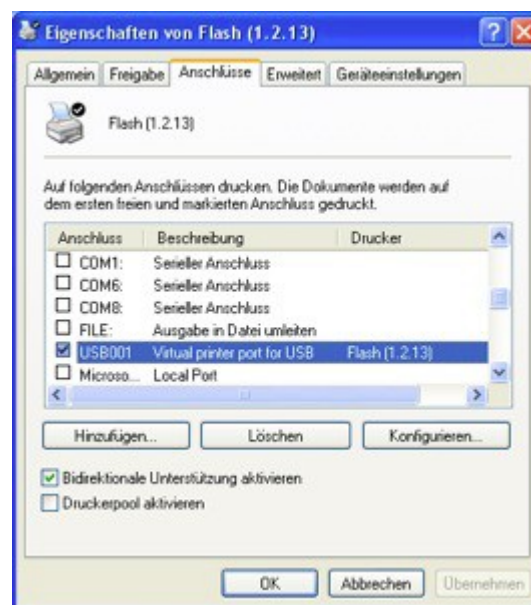 Eigenschaften von Flash (1.2.13)
Allgemein Freigabe Anschlüsse Erweitert Geräteeinstellungen
Flash (1.2.13)
Auf folgenden Anschlüssen drucken. Die Dokumente werden auf
dem ersten freien und markierten Anschluss gedruckt.
Anschluss Beschreibung Drucker
COM1: Serieller Anschluss
COM6: Serieller Anschluss
COM8: Serieller Anschluss
FILE: Ausgabe in Datei umleiten
USB001 Virtual printer port for USB Flash (1.2.13)
Microso... Local Port
Hinzufügen... Löschen Konfigurieren...
Bidirektionale Unterstützung aktivieren
Druckerpool aktivieren
OK Abbrechen Übernehmen